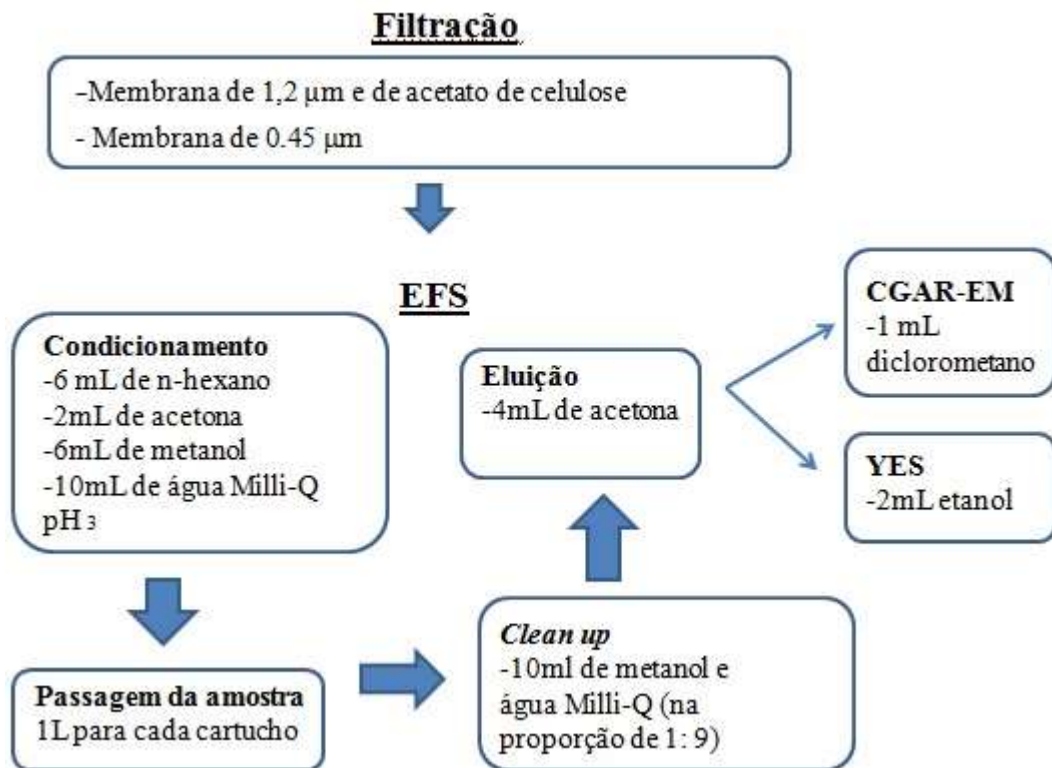 Filtração
-Membrana de 1,2 µm e de acetato de celulose
- Membrana de 0.45 µm
EFS
Condicionamento
-6 mL de n-hexano
-2mL de acetona
-6mL de metanol
-10mL de água Milli-Q
pH 3
Passagem da amostra
1L para cada cartucho
Clean up
-10ml de metanol e
água Milli-Q (na
proporção de 1: 9)
Eluição
-4mL de acetona
CGAR-EM
-1 mL
diclorometano
YES
-2mL etanol